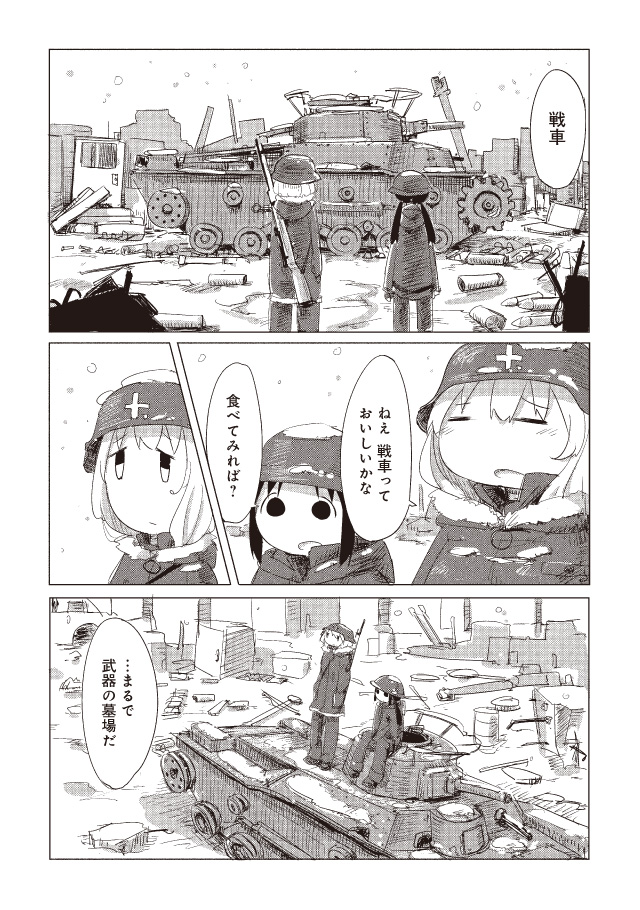 戦車
ねえ 戦車って
おいしいかな
食べてみれば？
…まるで
武器の墓場だ